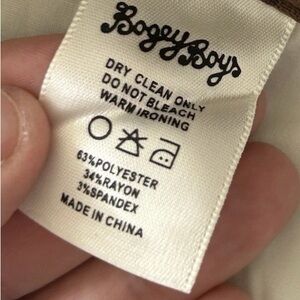 Bogey Boys
DRY CLEAN ONLY
DO NOT BLEACH
WARM IRONING
63%POLYESTER
34%RAYON
3%SPANDEX
MADE IN CHINA